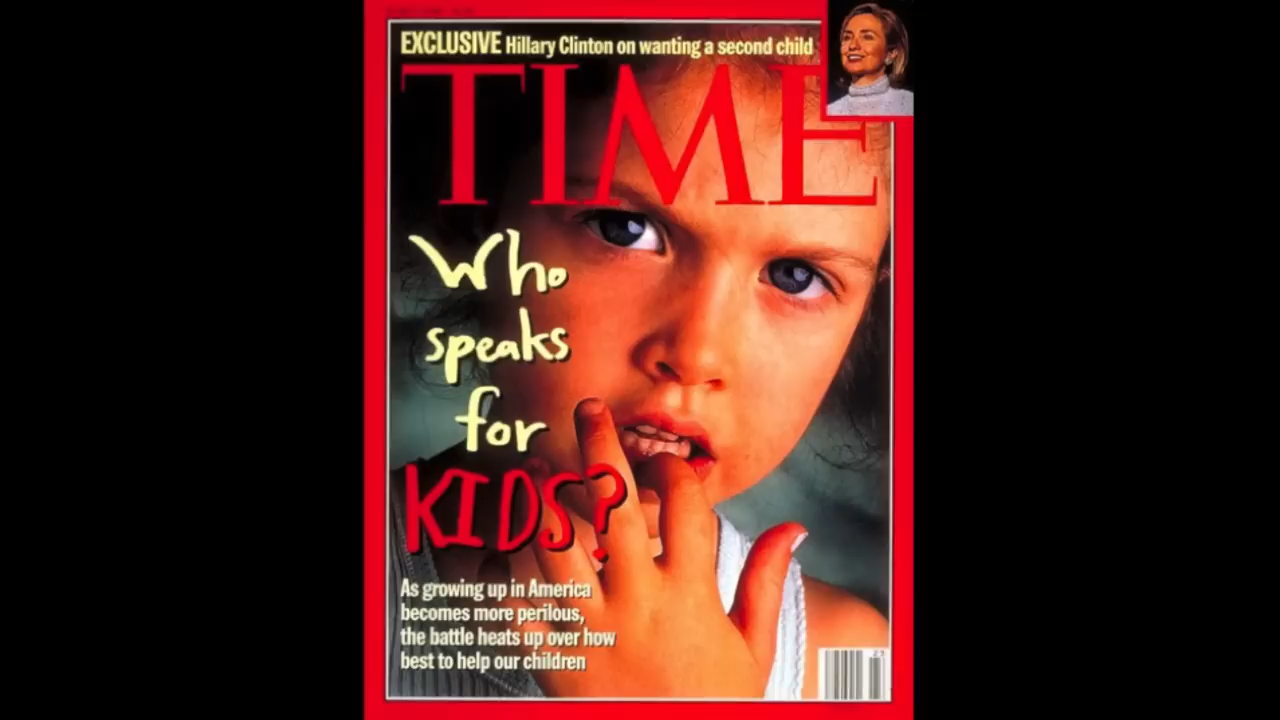 EXCLUSIVE Hillary Clinton on wanting a second child
TIME
Who
speaks
for
KIDS?
As growing up in America
becomes more perilous,
the battle heats up over how
best to help our children
23